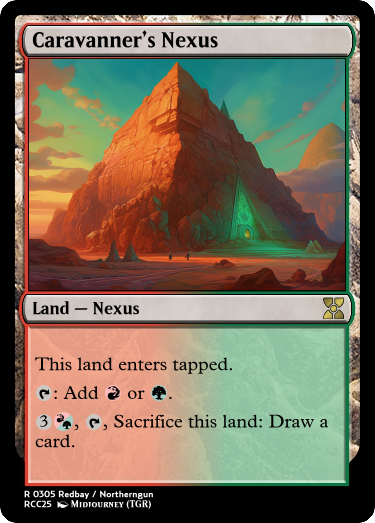 Caravanner's Nexus
Land — Nexus
This land enters tapped.
: Add or .
3 , , Sacrifice this land: Draw a
card.
R 0305 Redbay / Northerngun
RCC25 Midjourney (TGR)